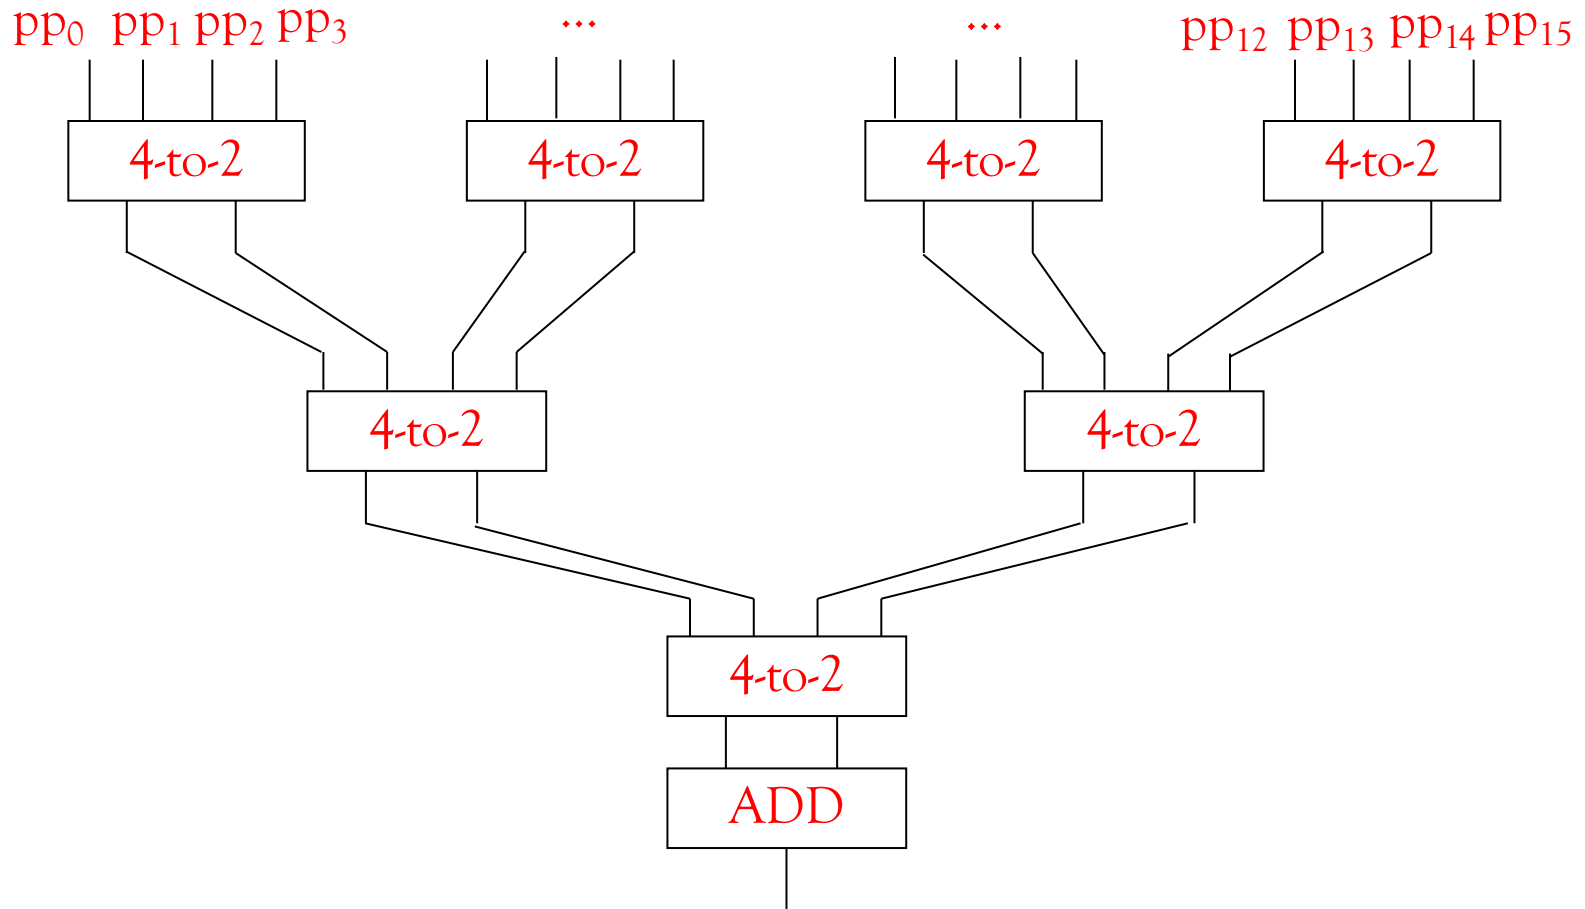 pp₀ pp₁ pp₂ pp₃ ... ... pp₁₂ pp₁₃ pp₁₄ pp₁₅
4-to-2 4-to-2 4-to-2 4-to-2
4-to-2 4-to-2
4-to-2
ADD